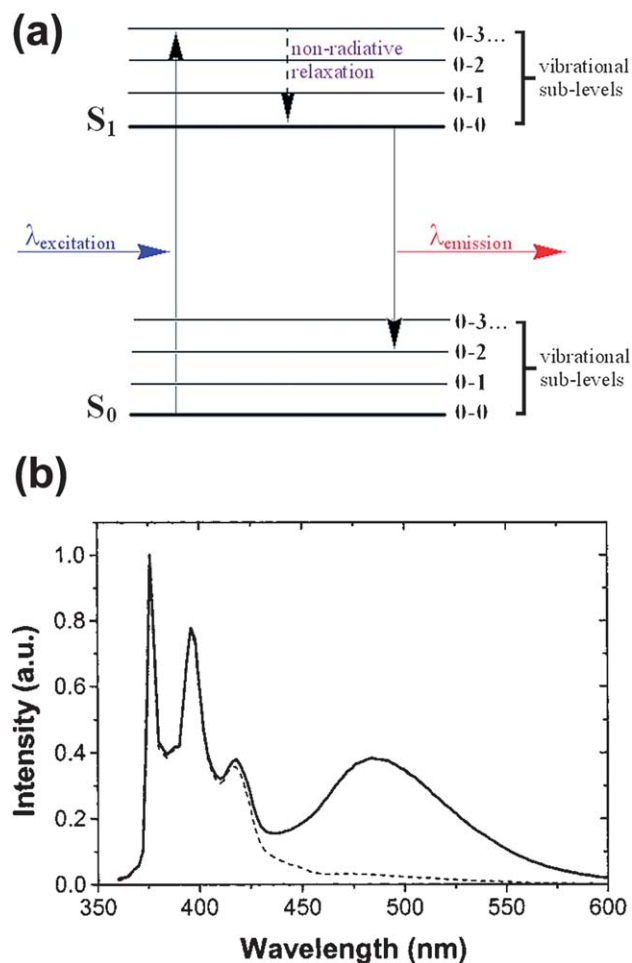 (a)
non-radiative
relaxation
0-3...
0-2
0-1
0-0
S1
vibrational
sub-levels
λexcitation
λemission
0-3...
0-2
0-1
0-0
S0
vibrational
sub-levels
(b)
Intensity (a.u.)
1.0
0.8
0.6
0.4
0.2
0.0
350 400 450 500 550 600
Wavelength (nm)